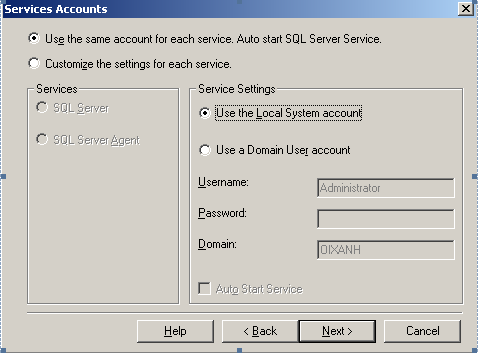 Services Accounts
Use the same account for each service. Auto start SQL Server Service.
Customize the settings for each service.
Services
SQL Server
SQL Server Agent
Service Settings
Use the Local System account
Use a Domain User account
Username:
Administrator
Password:
Domain:
OIXANH
Auto Start Service
Help
< Back
Next >
Cancel